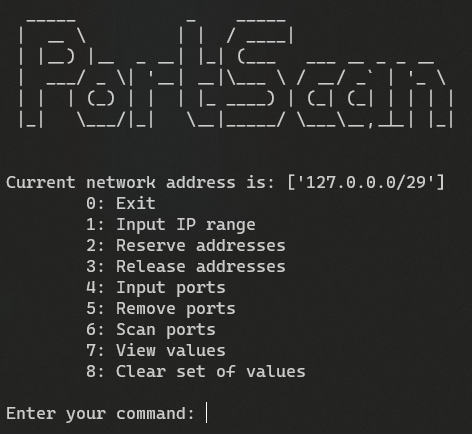 PortScan
Current network address is: ['127.0.0.0/29']
0: Exit
1: Input IP range
2: Reserve addresses
3: Release addresses
4: Input ports
5: Remove ports
6: Scan ports
7: View values
8: Clear set of values
Enter your command: